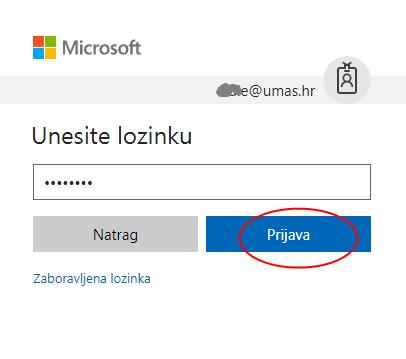 Microsoft
e@umas.hr
Unesite lozinku
••••••••
Natrag
Prijava
Zaboravljena lozinka